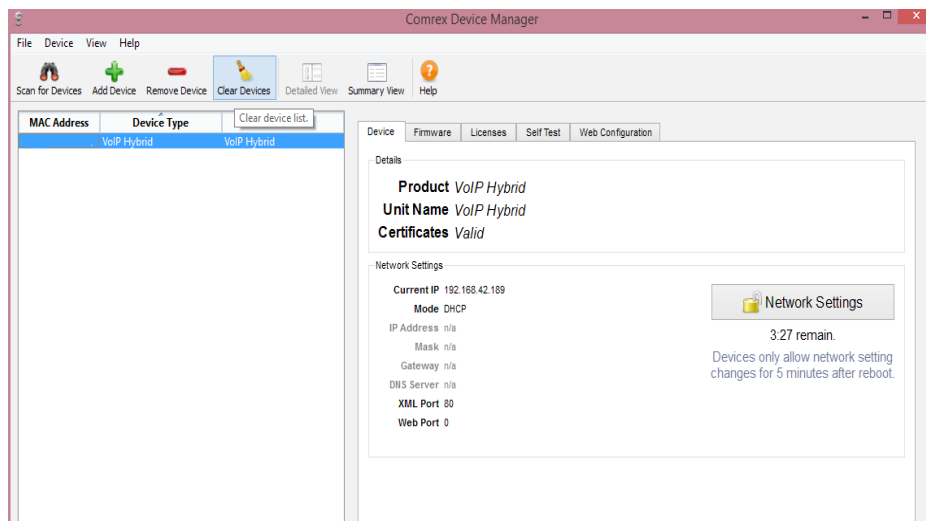 Comrex Device Manager
File Device View Help
Scan for Devices Add Device Remove Device Clear Devices Detailed View Summary View Help
Clear device list.
MAC Address Device Type
. VoIP Hybrid VoIP Hybrid
Device Firmware Licenses Self Test Web Configuration
Details
Product VoIP Hybrid
Unit Name VoIP Hybrid
Certificates Valid
Network Settings
Current IP 192.168.42.189
Mode DHCP
IP Address n/a
Mask n/a
Gateway n/a
DNS Server n/a
XML Port 80
Web Port 0
Network Settings
3:27 remain.
Devices only allow network setting
changes for 5 minutes after reboot.